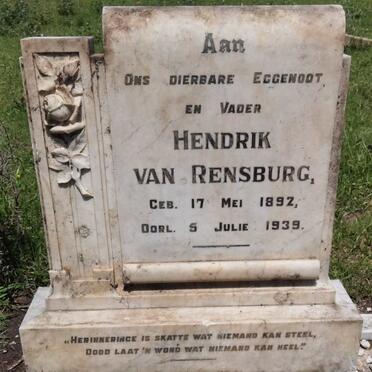 Aan
Ons dierbare Eggenoot
en Vader
Hendrik
van Rensburg,
Geb. 17 Mei 1892,
Oorl. 5 Julie 1939.
„Herinneringe is skatte wat niemand kan steel,
Dood laat 'n wond wat niemand kan heel."